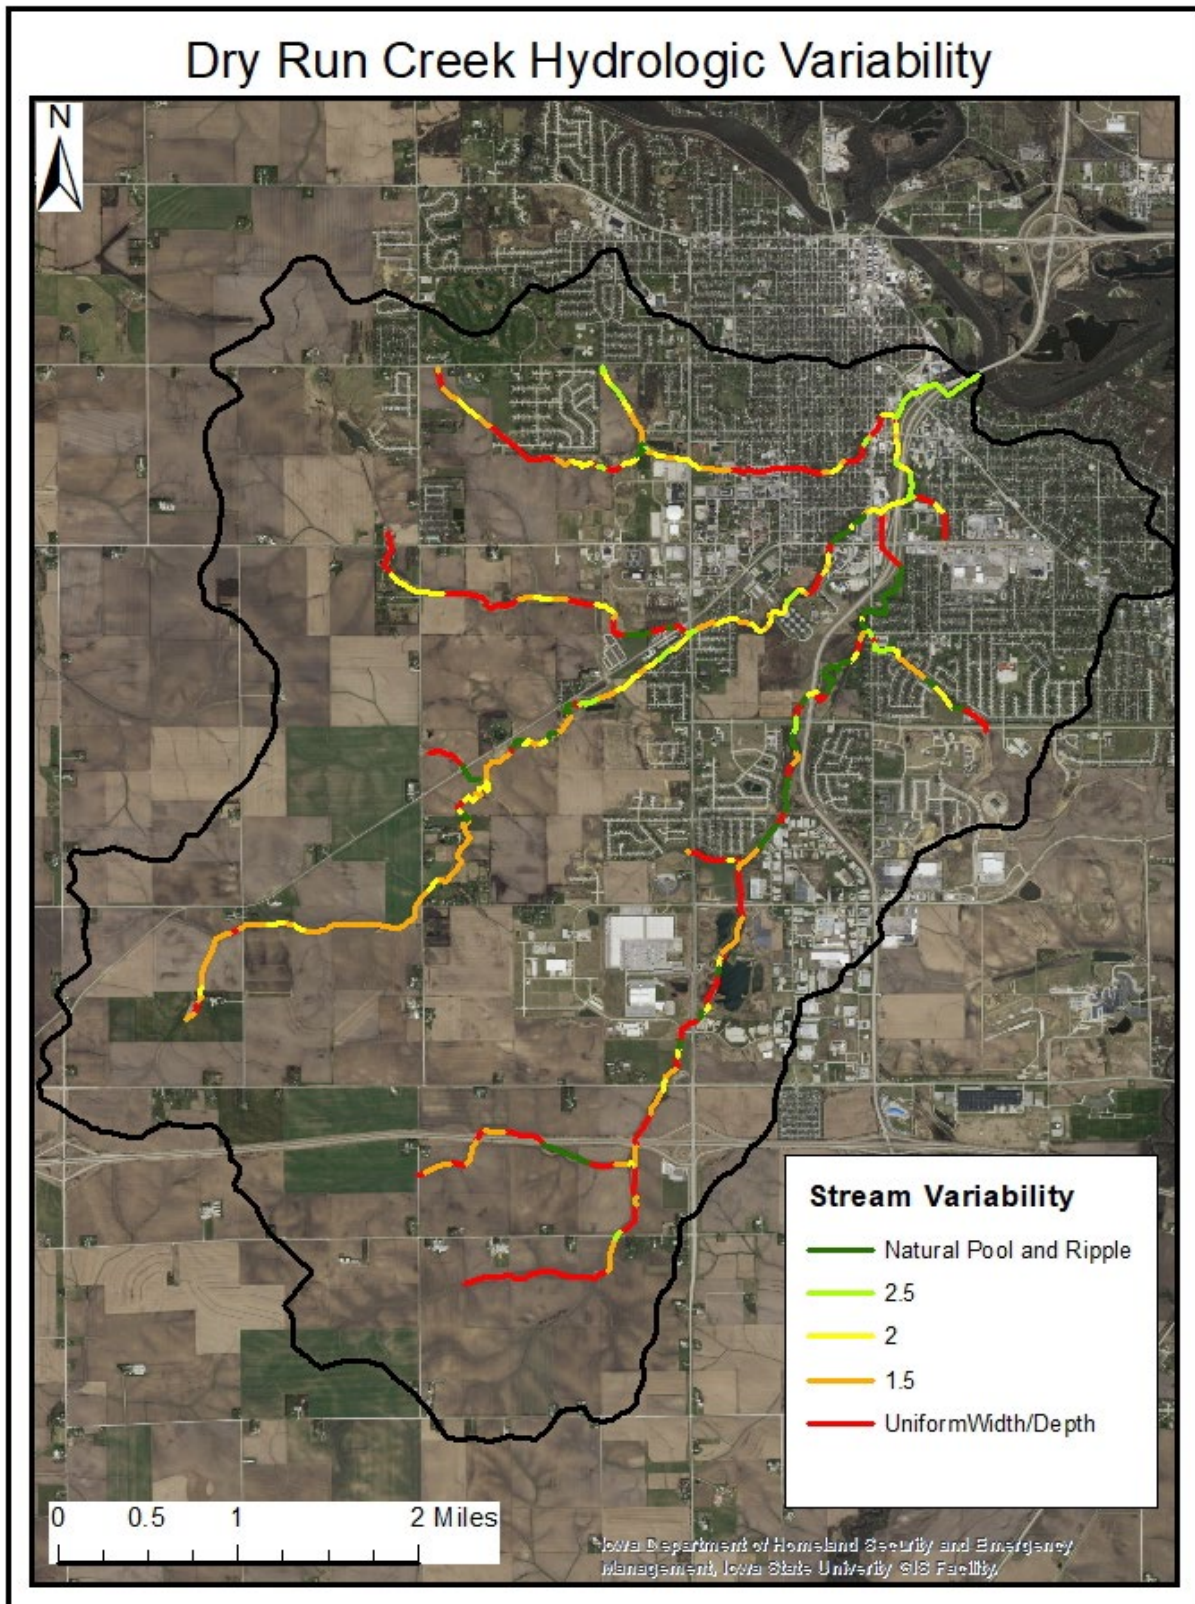 Dry Run Creek Hydrologic Variability
N
Stream Variability
Natural Pool and Ripple
2.5
2
1.5
UniformWidth/Depth
0 0.5 1 2 Miles
Iowa Department of Homeland Security and Emergency
Management, Iowa State Univerity GIS Facility.